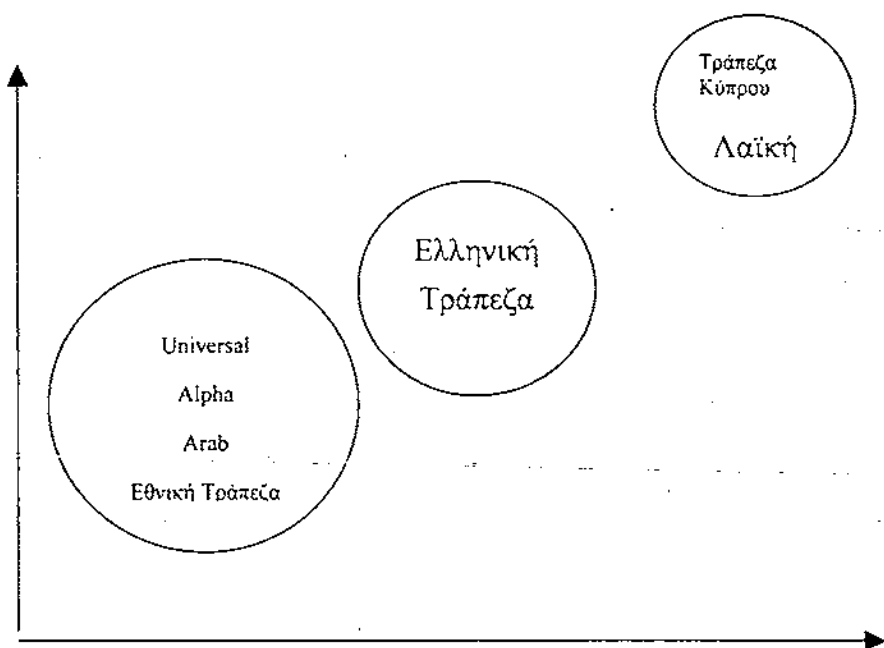 Τράπεζα
Κύπρου
Λαϊκή
Ελληνική
Τράπεζα
Universal
Alpha
Arab
Εθνική Τράπεζα